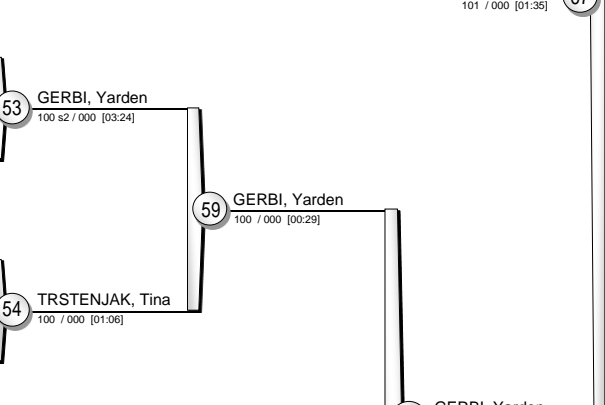 101 / 000 [01:35]
53
GERBI, Yarden
100 s2 / 000 [03:24]
59
GERBI, Yarden
100 / 000 [00:29]
54
TRSTENJAK, Tina
100 / 000 [01:06]
GERBI, Yarden